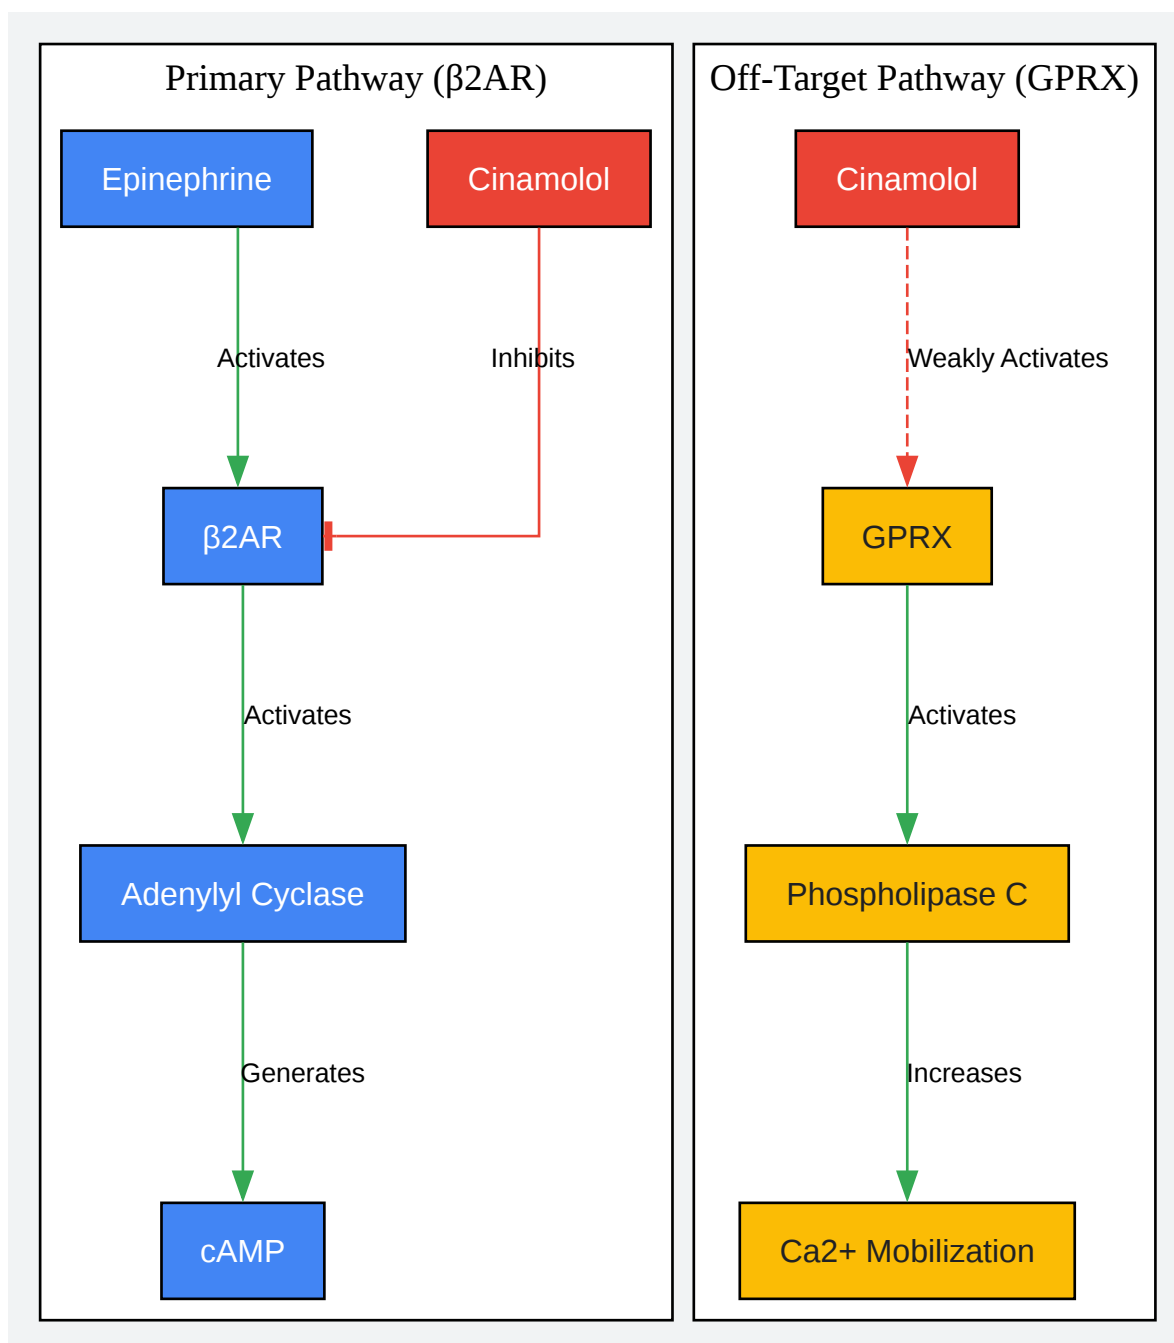 Primary Pathway (β2AR)
Epinephrine
Cinamolol
Activates
Inhibits
β2AR
Activates
Adenylyl Cyclase
Generates
cAMP
Off-Target Pathway (GPRX)
Cinamolol
Weakly Activates
GPRX
Activates
Phospholipase C
Increases
Ca2+ Mobilization